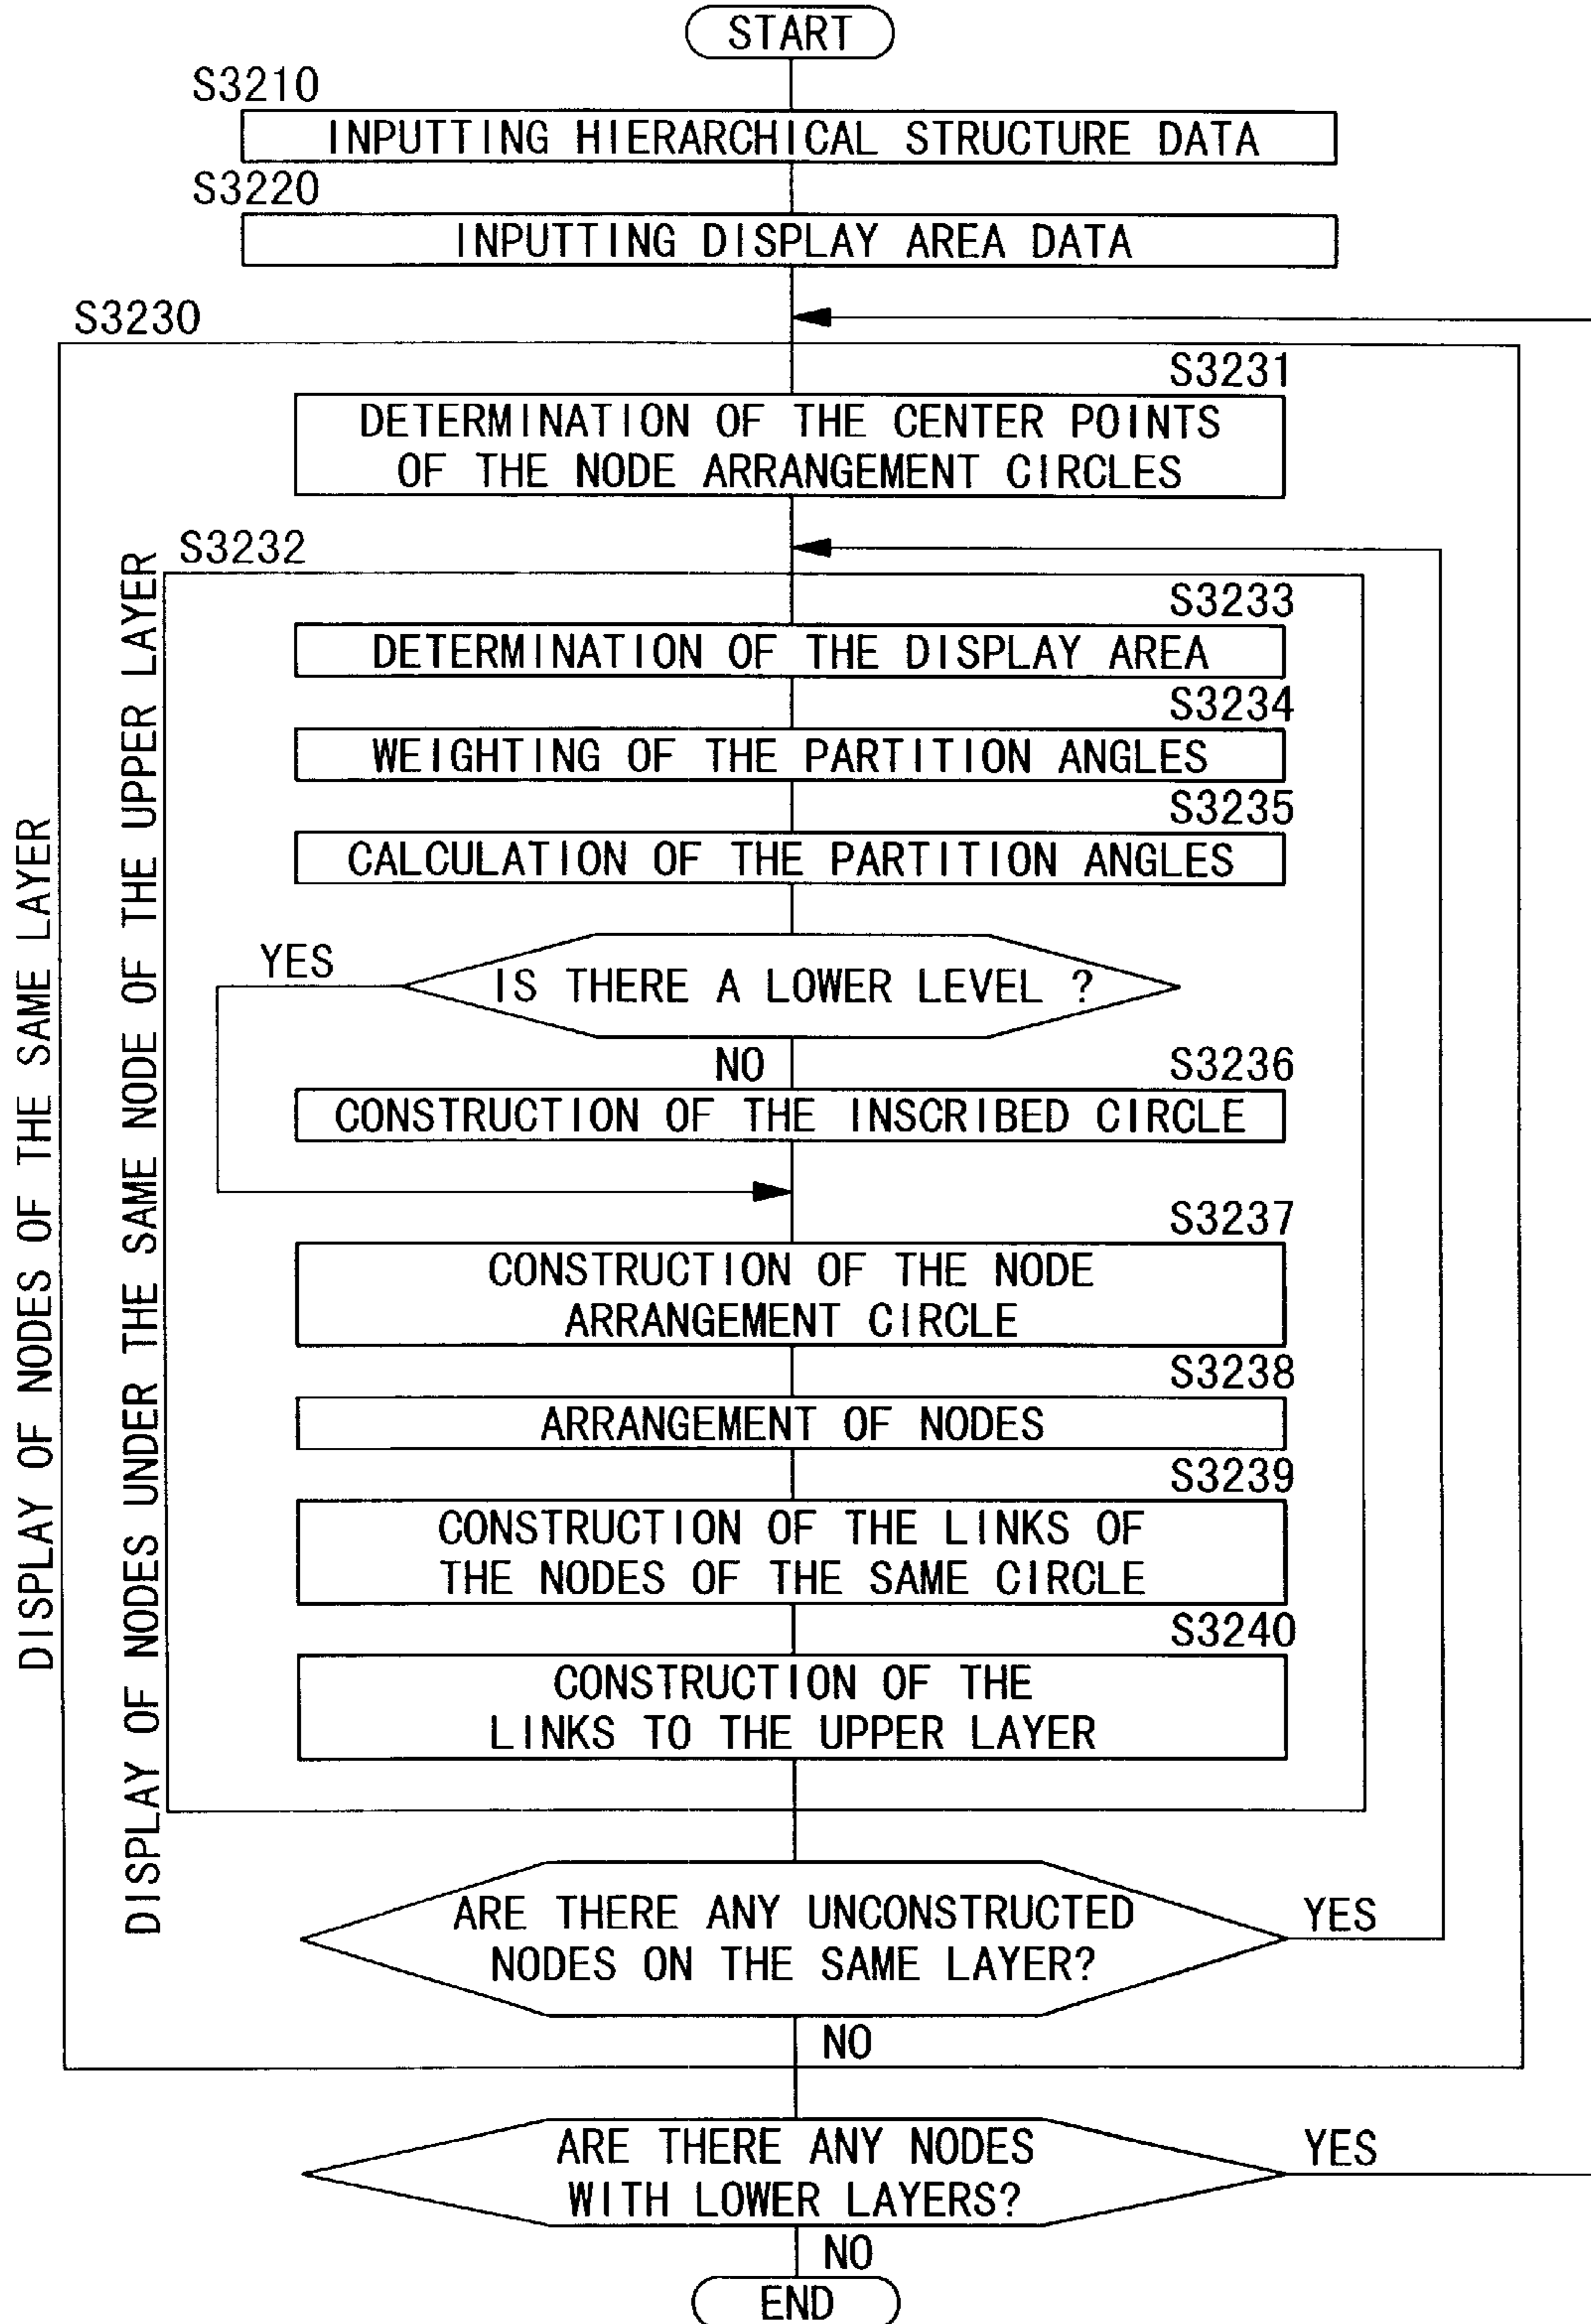 START
S3210
INPUTTING HIERARCHICAL STRUCTURE DATA
S3220
INPUTTING DISPLAY AREA DATA
S3230
DISPLAY OF NODES OF THE SAME LAYER
S3231
DETERMINATION OF THE CENTER POINTS
OF THE NODE ARRANGEMENT CIRCLES
S3232
DISPLAY OF NODES UNDER THE SAME NODE OF THE UPPER LAYER
S3233
DETERMINATION OF THE DISPLAY AREA
S3234
WEIGHTING OF THE PARTITION ANGLES
S3235
CALCULATION OF THE PARTITION ANGLES
YES
IS THERE A LOWER LEVEL ?
NO
S3236
CONSTRUCTION OF THE INSCRIBED CIRCLE
S3237
CONSTRUCTION OF THE NODE
ARRANGEMENT CIRCLE
S3238
ARRANGEMENT OF NODES
S3239
CONSTRUCTION OF THE LINKS OF
THE NODES OF THE SAME CIRCLE
S3240
CONSTRUCTION OF THE
LINKS TO THE UPPER LAYER
ARE THERE ANY UNCONSTRUCTED
NODES ON THE SAME LAYER?
YES
NO
ARE THERE ANY NODES
WITH LOWER LAYERS?
YES
NO
END